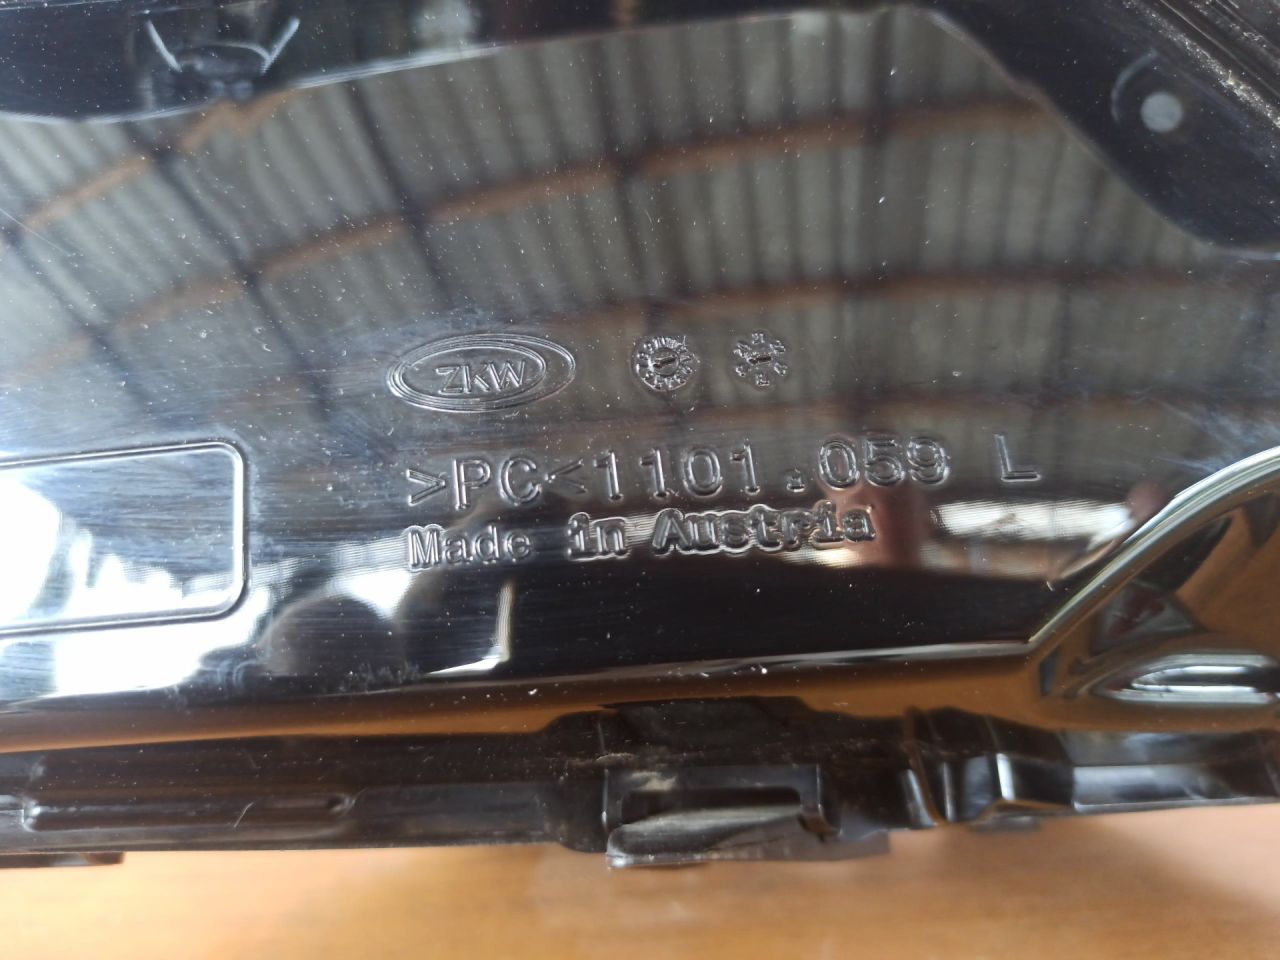 ZKW
>PC<1101.059 L
Made in Austria